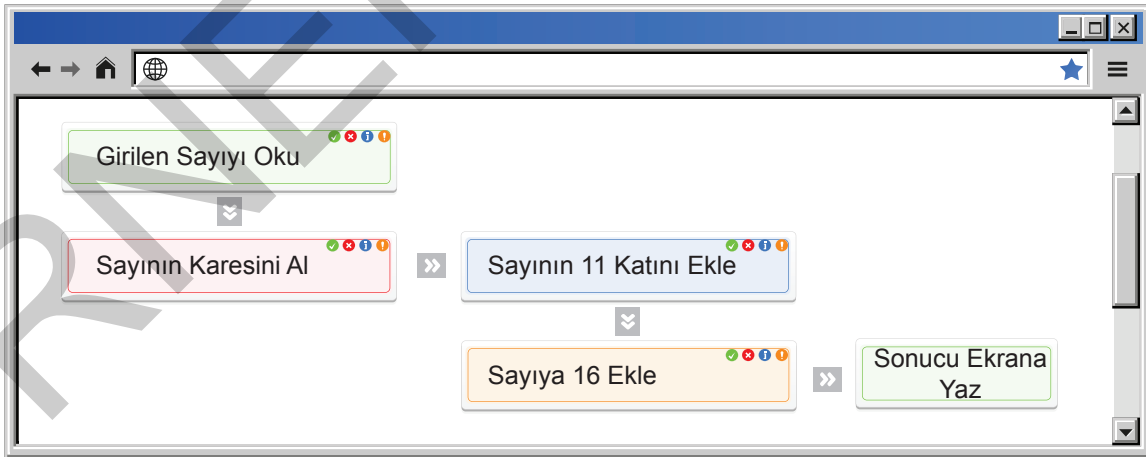 Girilen Sayıyı Oku
Sayının Karesini Al
Sayının 11 Katını Ekle
Sayıya 16 Ekle
Sonucu Ekrana
Yaz